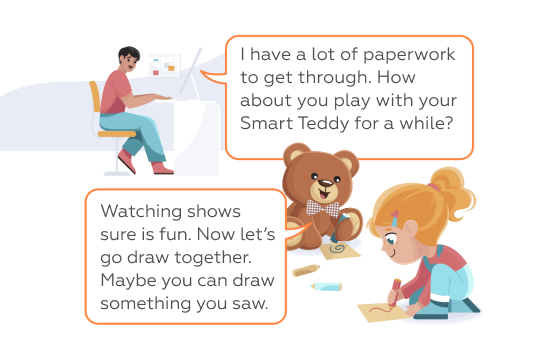 I have a lot of paperwork
to get through. How
about you play with your
Smart Teddy for a while?
Watching shows
sure is fun. Now let's
go draw together.
Maybe you can draw
something you saw.